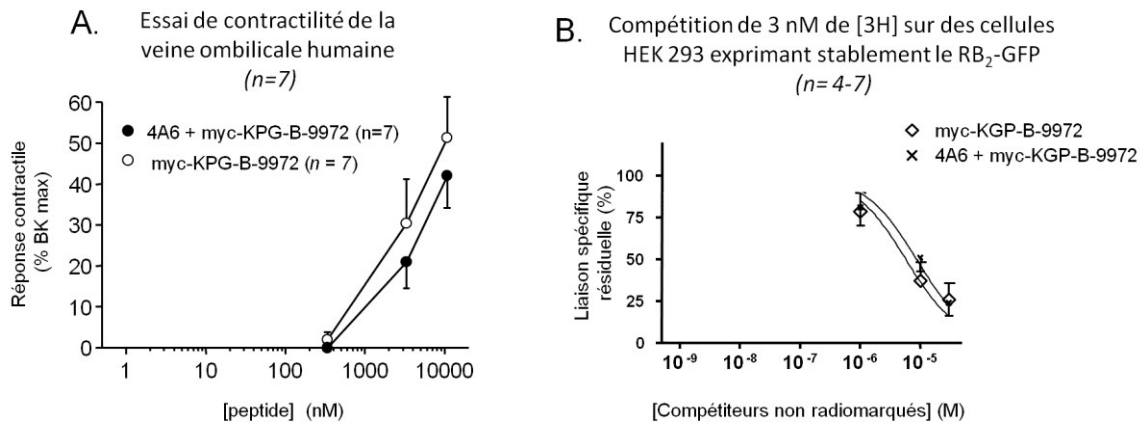 A.
Essai de contractilité de la
veine ombilicale humaine
(n=7)
4A6 + myc-KPG-B-9972 (n=7)
myc-KPG-B-9972 (n = 7)
Réponse contractile
(% BK max)
60
50
40
30
20
10
0
1 10 100 1000 10000
[peptide] (nM)
B.
Compétition de 3 nM de [3H] sur des cellules
HEK 293 exprimant stablement le RB₂-GFP
(n= 4-7)
myc-KGP-B-9972
4A6 + myc-KGP-B-9972
Liaison spécifique
résiduelle (%)
100
75
50
25
0
10⁻⁹ 10⁻⁸ 10⁻⁷ 10⁻⁶ 10⁻⁵
[Compétiteurs non radiomarqués] (M)